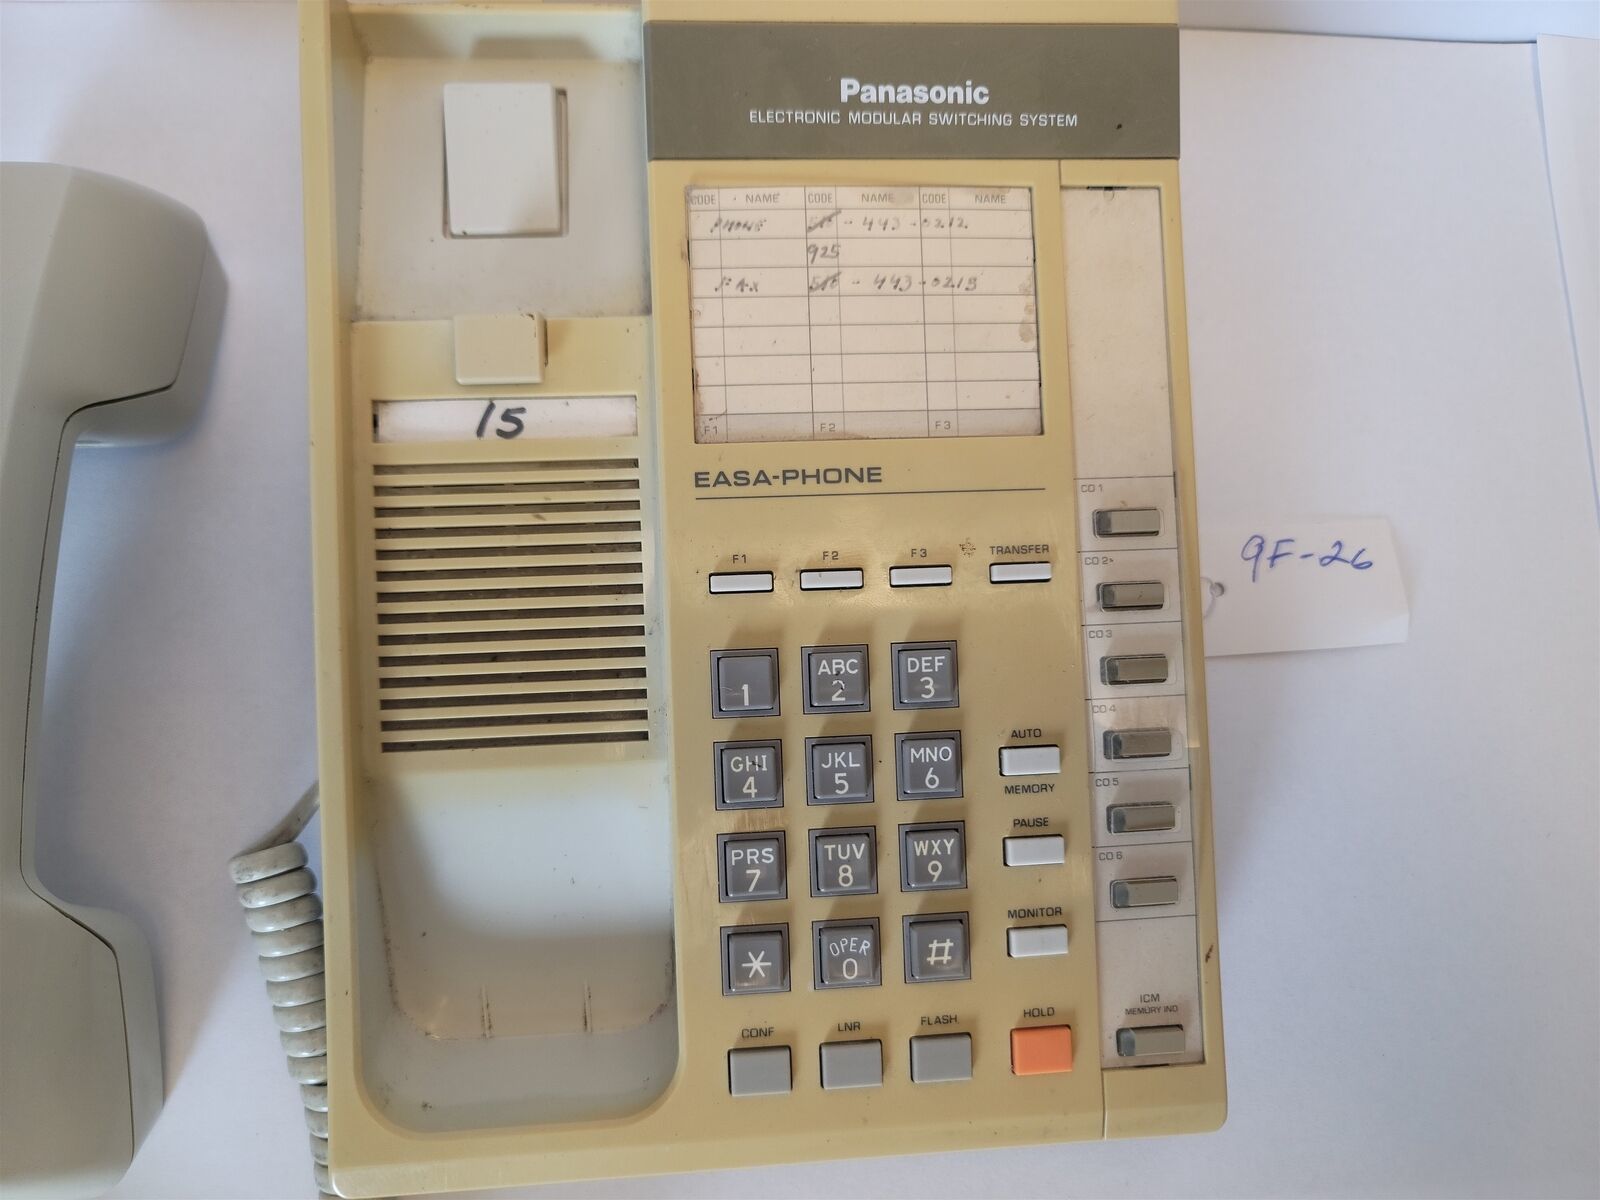 Panasonic
ELECTRONIC MODULAR SWITCHING SYSTEM
CODE NAME CODE NAME CODE NAME
PHONE 510 - 443 - 0212
925
FAX 510 - 443 - 0213
F1 F2 F3
15
EASA-PHONE
F1 F2 F3 TRANSFER
1 ABC 2 DEF 3
GHI 4 JKL 5 MNO 6
PRS 7 TUV 8 WXY 9
* OPER 0 #
AUTO
MEMORY
PAUSE
MONITOR
CONF LNR FLASH HOLD
CO 1
CO 2
CO 3
CO 4
CO 5
CO 6
ICM
MEMORY IND
9F-26